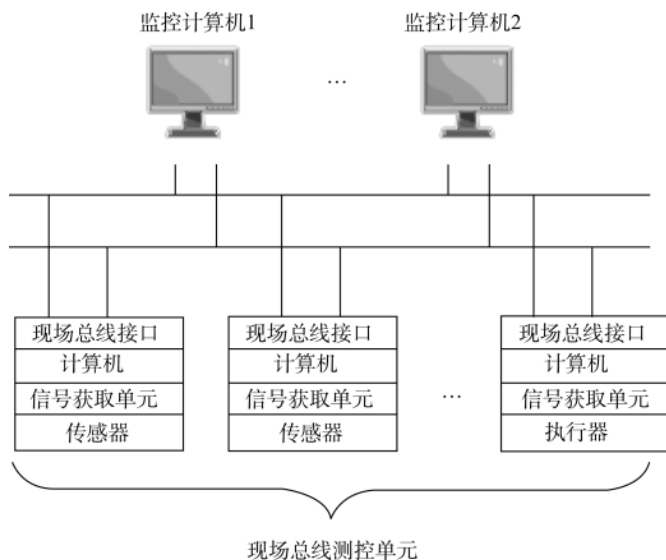 监控计算机1
监控计算机2
…
现场总线接口
计算机
信号获取单元
传感器
现场总线接口
计算机
信号获取单元
传感器
…
现场总线接口
计算机
信号获取单元
执行器
现场总线测控单元